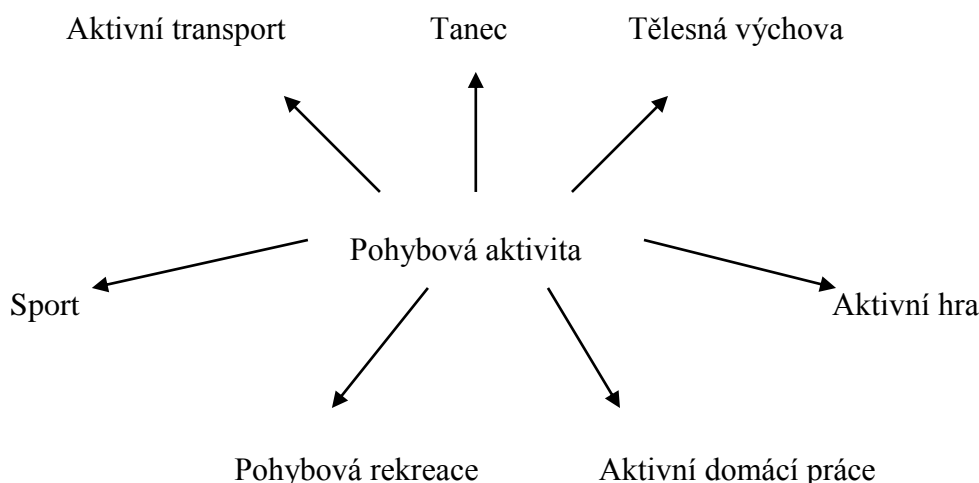 Aktivní transport
Tanec
Tělesná výchova
Pohybová aktivita
Sport
Aktivní hra
Pohybová rekreace
Aktivní domácí práce